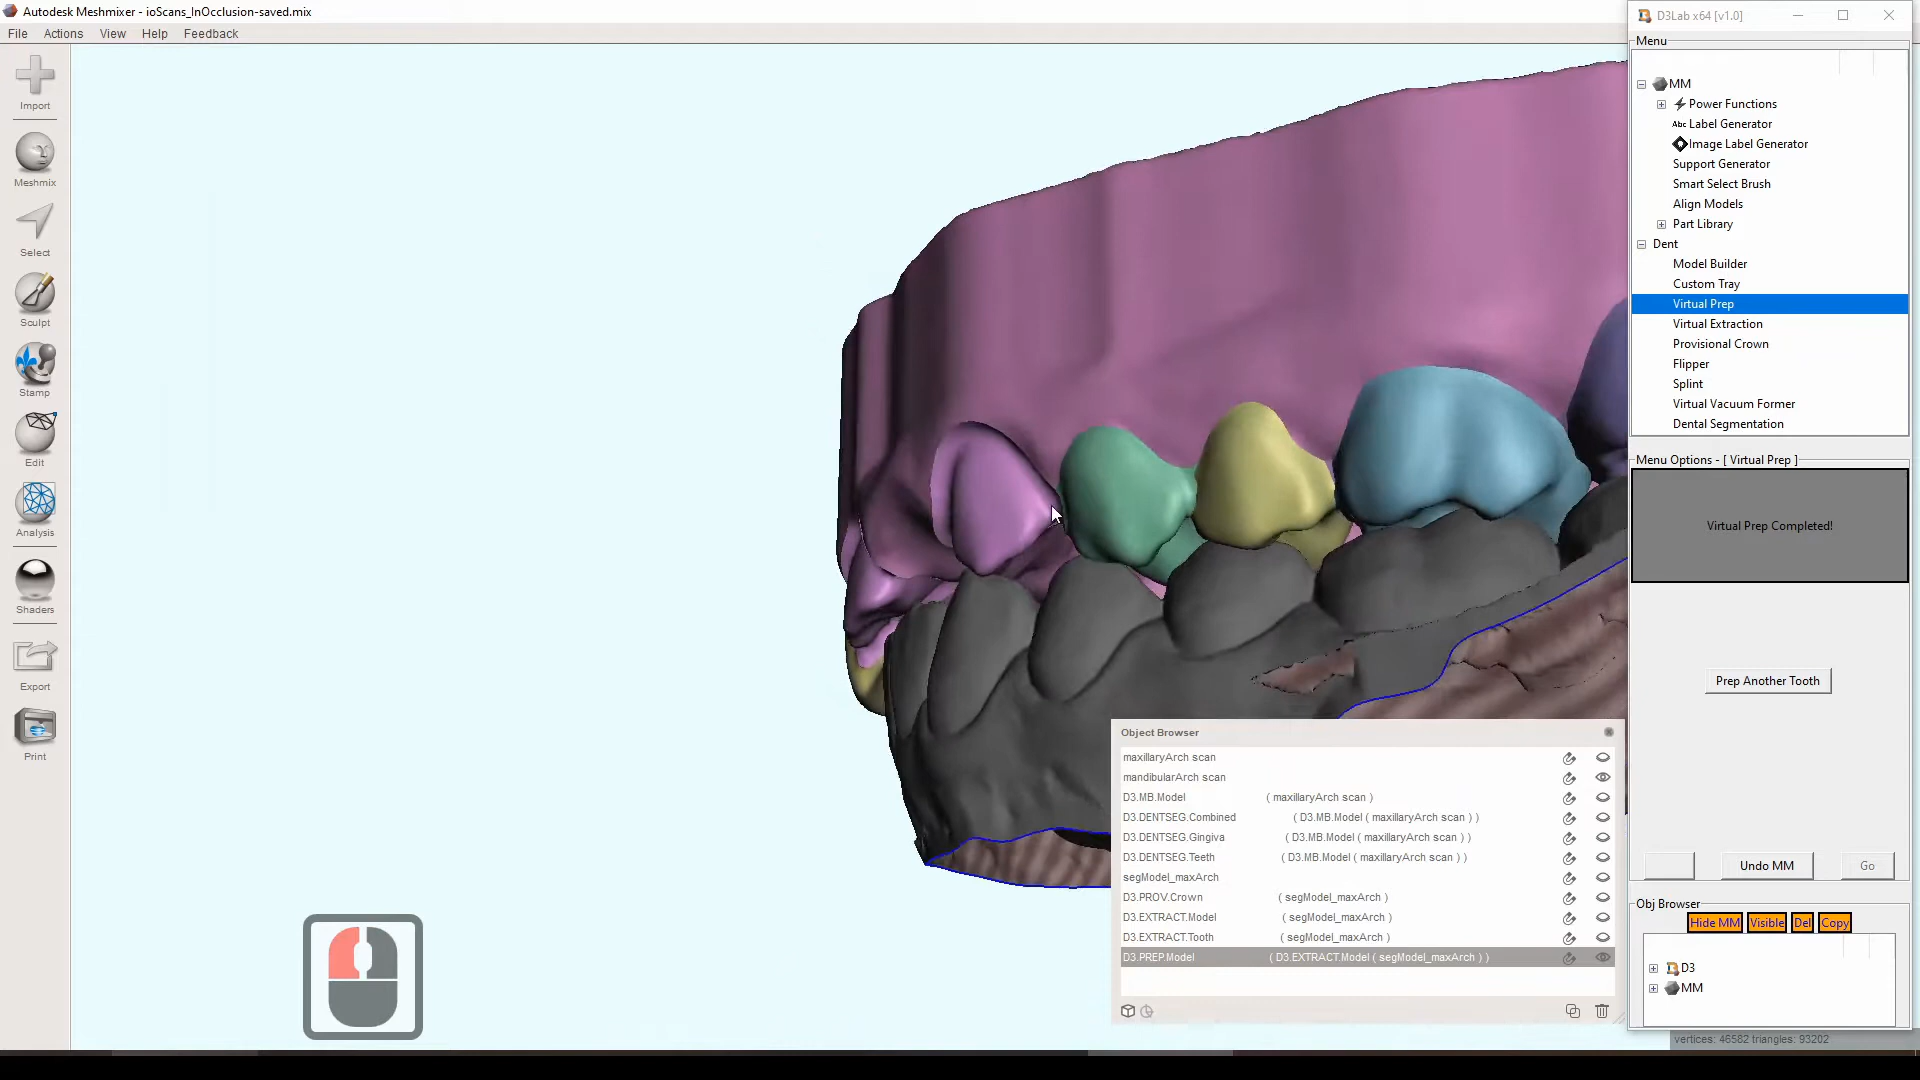 Autodesk Meshmixer - ioScans_InOcclusion-saved.mix
File Actions View Help Feedback
Import
Meshmix
Select
Sculpt
Stamp
Edit
Analysis
Shaders
Export
Print
D3Lab x64 [v1.0]
Menu
MM
Power Functions
Abc Label Generator
Image Label Generator
Support Generator
Smart Select Brush
Align Models
Part Library
Dent
Model Builder
Custom Tray
Virtual Prep
Virtual Extraction
Provisional Crown
Flipper
Splint
Virtual Vacuum Former
Dental Segmentation
Menu Options - [ Virtual Prep ]
Virtual Prep Completed!
Prep Another Tooth
Undo MM Go
Obj Browser
Hide MM Visible Del Copy
D3
MM
vertices: 46582 triangles: 93202
Object Browser
maxillaryArch scan
mandibularArch scan
D3.MB.Model ( maxillaryArch scan )
D3.DENTSEG.Combined ( D3.MB.Model ( maxillaryArch scan ) )
D3.DENTSEG.Gingiva ( D3.MB.Model ( maxillaryArch scan ) )
D3.DENTSEG.Teeth ( D3.MB.Model ( maxillaryArch scan ) )
segModel_maxArch
D3.PROV.Crown ( segModel_maxArch )
D3.EXTRACT.Model ( segModel_maxArch )
D3.EXTRACT.Tooth ( segModel_maxArch )
D3.PREP.Model ( D3.EXTRACT.Model ( segModel_maxArch ) )